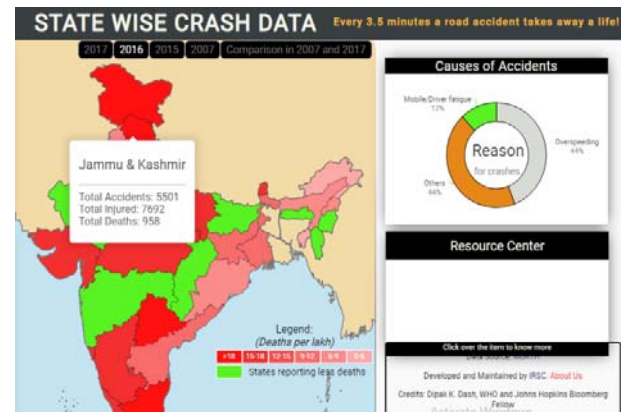 STATE WISE CRASH DATA
Every 3.5 minutes a road accident takes away a life!
2017 2016 2015 2007 Comparison in 2007 and 2017
Jammu & Kashmir
Total Accidents: 5501
Total Injured: 7692
Total Deaths: 958
Legend:
(Deaths per lakh)
>18 15-18 12-15 9-12 6-9
States reporting less deaths
Causes of Accidents
Mobile/Driver fatigue
12%
Overspeeding
44%
Reason
for crashes
Others
44%
Resource Center
Click over the item to know more
Data Source:
Developed and Maintained by IRSC. About Us
Credits: Dipak K. Dash, WHO and Johns Hopkins Bloomberg
Fellow
Activate Windows